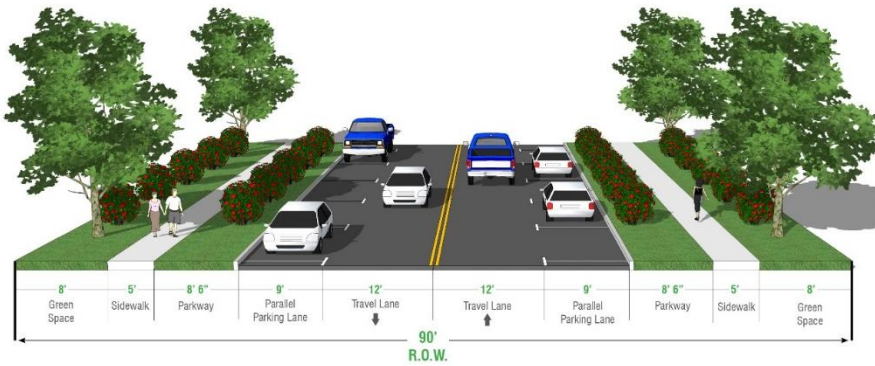 8' 5' 8' 6" 9' 12' 12' 9' 8' 6" 5' 8'
Green Sidewalk Parkway Parallel Travel Lane Travel Lane Parallel Parkway Sidewalk Green
Space Parking Lane Parking Lane Space
90'
R.O.W.